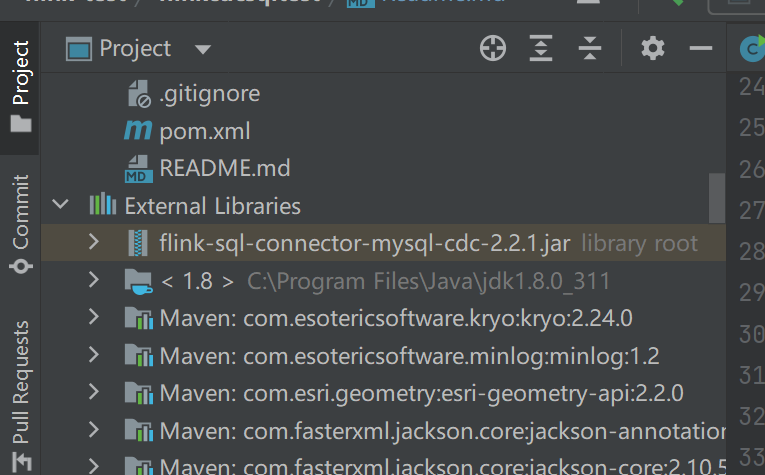 Project
Project
.gitignore
pom.xml
MD README.md
External Libraries
flink-sql-connector-mysql-cdc-2.2.1.jar library root
< 1.8 > C:\Program Files\Java\jdk1.8.0_311
Maven: com.esotericsoftware.kryo:kryo:2.24.0
Maven: com.esotericsoftware.minlog:minlog:1.2
Maven: com.esri.geometry:esri-geometry-api:2.2.0
Maven: com.fasterxml.jackson.core:jackson-annotation
Maven: com.fasterxml.jackson.core:jackson-core:2.10.5
Commit
Pull Requests
24
25
26
27
28
29
30
31
32
33